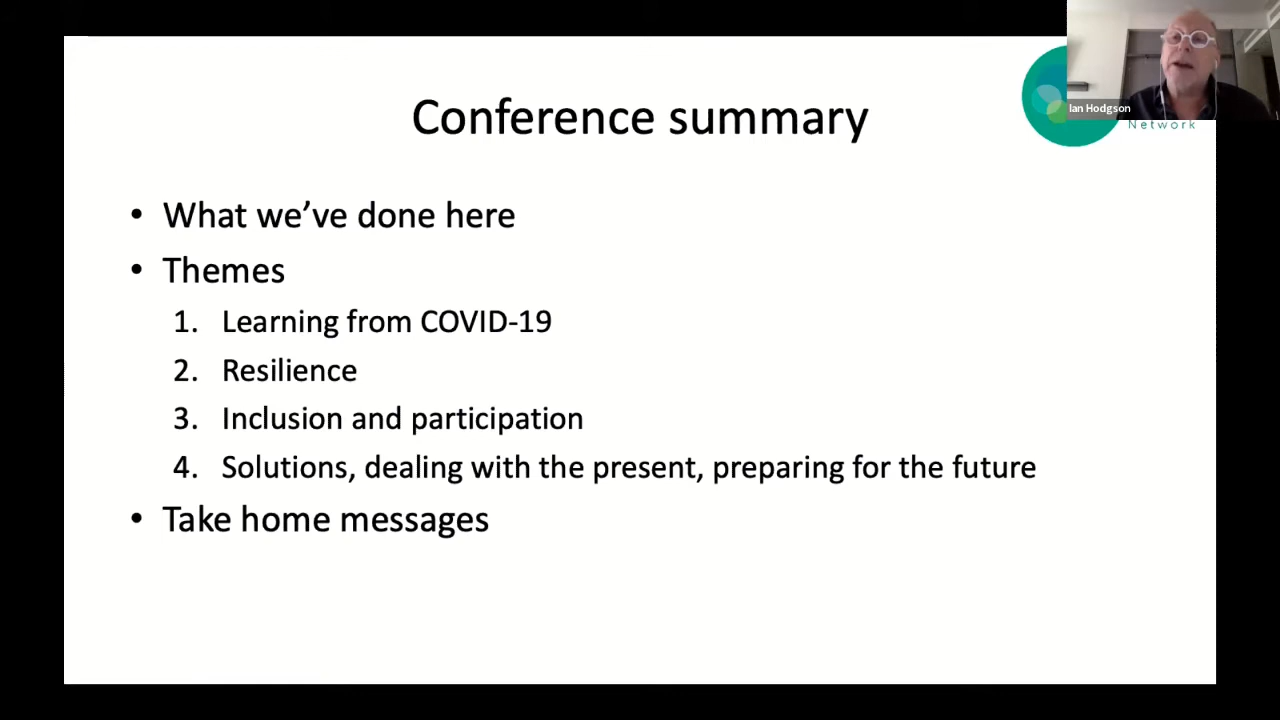 Conference summary
Ian Hodgson
Network
• What we’ve done here
• Themes
1. Learning from COVID-19
2. Resilience
3. Inclusion and participation
4. Solutions, dealing with the present, preparing for the future
• Take home messages